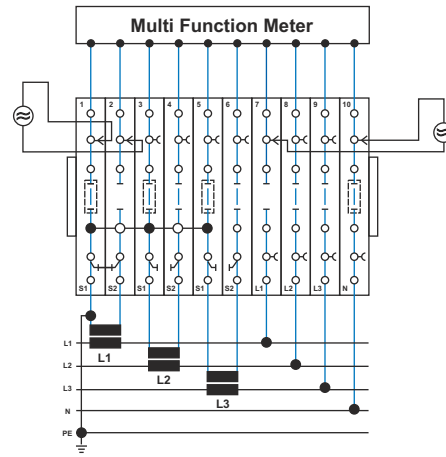 Multi Function Meter
1 2 3 4 5 6 7 8 9 10
S1 S2 S1 S2 S1 S2 L1 L2 L3 N
L1
L1
L2
L2
L3
L3
N
PE